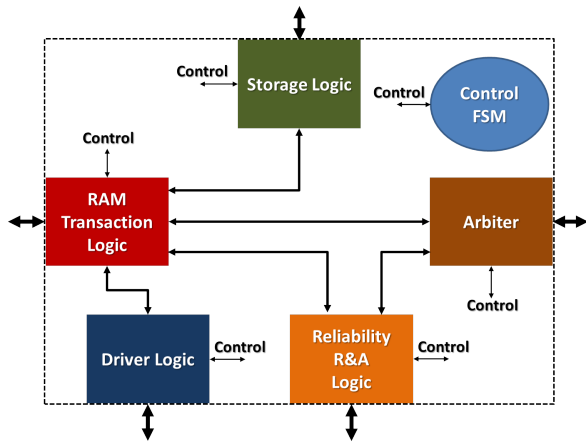 Control
Storage Logic
Control
Control
FSM
Control
RAM
Transaction
Logic
Arbiter
Control
Driver Logic
Control
Reliability
R&A
Logic
Control